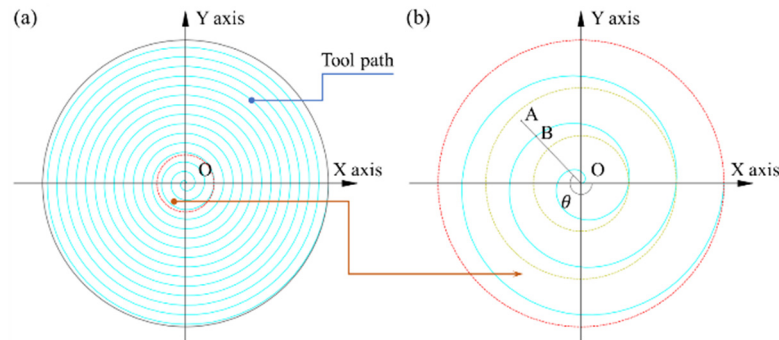 (a)
Y axis
Tool path
O
X axis
(b)
Y axis
A
B
O
X axis
θ